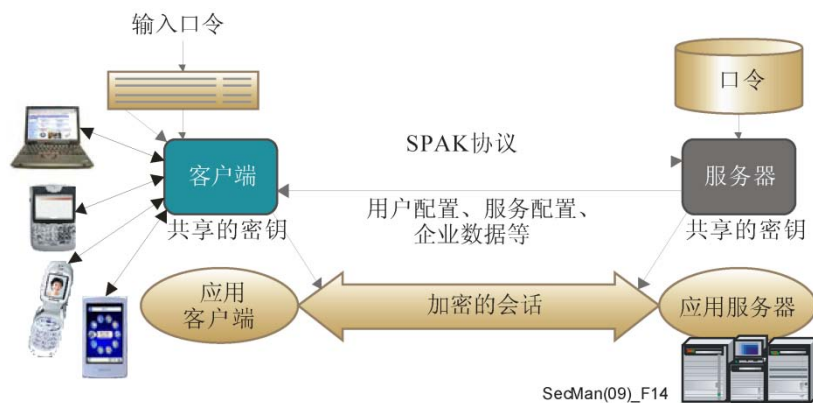 输入口令
口令
SPAK协议
客户端
服务器
用户配置、服务配置、
企业数据等
共享的密钥
共享的密钥
应用
客户端
加密的会话
应用服务器
SecMan(09)_F14